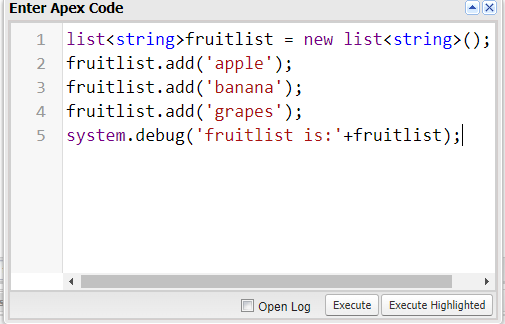 Enter Apex Code
1 list<string>fruitlist = new list<string>();
2 fruitlist.add('apple');
3 fruitlist.add('banana');
4 fruitlist.add('grapes');
5 system.debug('fruitlist is:'+fruitlist);
Open Log Execute Execute Highlighted